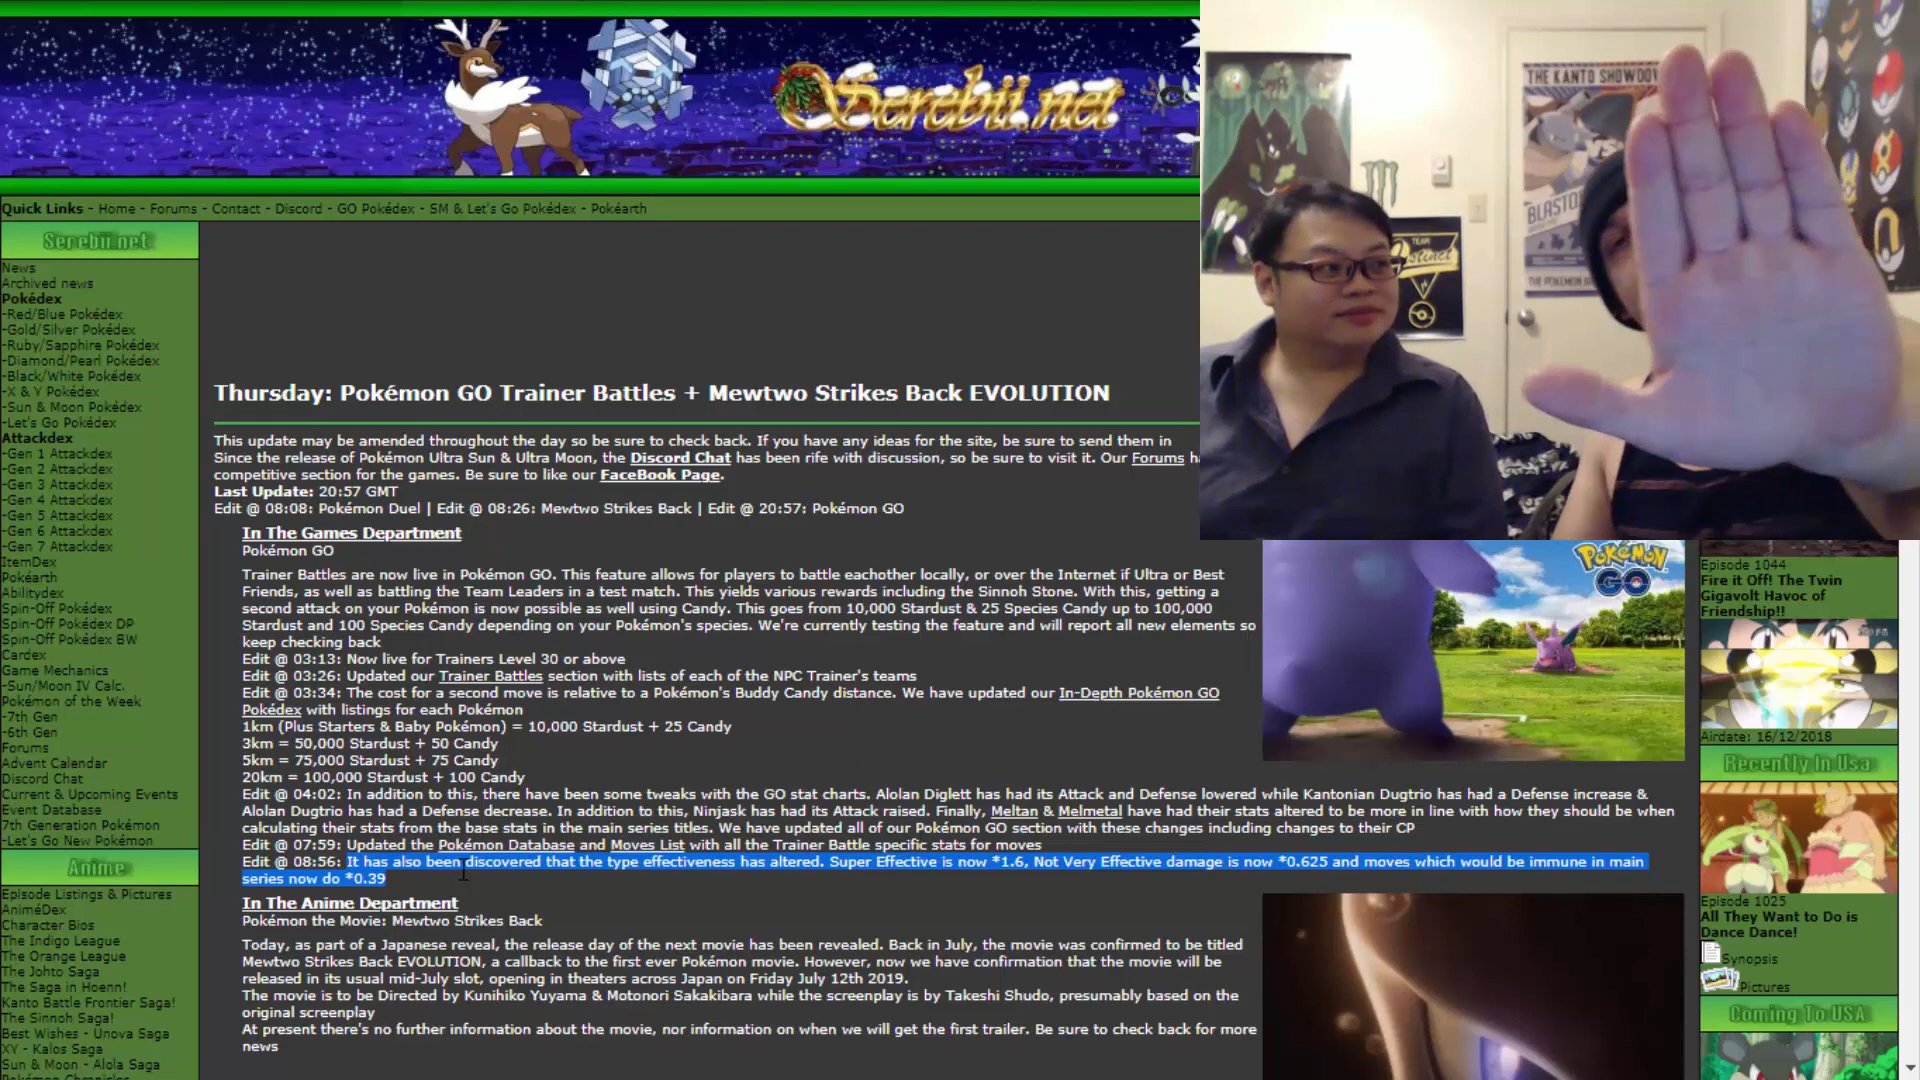 Serebii.net
Quick Links - Home - Forums - Contact - Discord - GO Pokédex - SM & Let's Go Pokédex - Pokéarth
Serebii.net
News
Archived news
Pokédex
-Red/Blue Pokédex
-Gold/Silver Pokédex
-Ruby/Sapphire Pokédex
-Diamond/Pearl Pokédex
-Black/White Pokédex
-X & Y Pokédex
-Sun & Moon Pokédex
-Let's Go Pokédex
Attackdex
-Gen 1 Attackdex
-Gen 2 Attackdex
-Gen 3 Attackdex
-Gen 4 Attackdex
-Gen 5 Attackdex
-Gen 6 Attackdex
-Gen 7 Attackdex
ItemDex
Pokéarth
Abilitydex
Spin-Off Pokédex
Spin-Off Pokédex DP
Spin-Off Pokédex BW
Cardex
Game Mechanics
-Sun/Moon IV Calc.
Pokémon of the Week
-7th Gen
-6th Gen
Forums
Advent Calendar
Discord Chat
Current & Upcoming Events
Event Database
7th Generation Pokémon
-Let's Go New Pokémon
Anime
Episode Listings & Pictures
AniméDex
Character Bios
The Indigo League
The Orange League
The Johto Saga
The Saga in Hoenn!
Kanto Battle Frontier Saga!
The Sinnoh Saga!
Best Wishes - Unova Saga
XY - Kalos Saga
Sun & Moon - Alola Saga
Pokémon Chronicles
Thursday: Pokémon GO Trainer Battles + Mewtwo Strikes Back EVOLUTION
This update may be amended throughout the day so be sure to check back. If you have any ideas for the site, be sure to send them in
Since the release of Pokémon Ultra Sun & Ultra Moon, the Discord Chat has been rife with discussion, so be sure to visit it. Our Forums
competitive section for the games. Be sure to like our FaceBook Page.
Last Update: 20:57 GMT
Edit @ 08:08: Pokémon Duel | Edit @ 08:26: Mewtwo Strikes Back | Edit @ 20:57: Pokémon GO
In The Games Department
Pokémon GO
Trainer Battles are now live in Pokémon GO. This feature allows for players to battle eachother locally, or over the Internet if Ultra or Best
Friends, as well as battling the Team Leaders in a test match. This yields various rewards including the Sinnoh Stone. With this, getting a
second attack on your Pokémon is now possible as well using Candy. This goes from 10,000 Stardust & 25 Species Candy up to 100,000
Stardust and 100 Species Candy depending on your Pokémon's species. We're currently testing the feature and will report all new elements so
keep checking back
Edit @ 03:13: Now live for Trainers Level 30 or above
Edit @ 03:26: Updated our Trainer Battles section with lists of each of the NPC Trainer's teams
Edit @ 03:34: The cost for a second move is relative to a Pokémon's Buddy Candy distance. We have updated our In-Depth Pokémon GO
Pokédex with listings for each Pokémon
1km (Plus Starters & Baby Pokémon) = 10,000 Stardust + 25 Candy
3km = 50,000 Stardust + 50 Candy
5km = 75,000 Stardust + 75 Candy
20km = 100,000 Stardust + 100 Candy
Edit @ 04:02: In addition to this, there have been some tweaks with the GO stat charts. Alolan Diglett has had its Attack and Defense lowered while Kantonian Dugtrio has had a Defense increase &
Alolan Dugtrio has had a Defense decrease. In addition to this, Ninjask has had its Attack raised. Finally, Meltan & Melmetal have had their stats altered to be more in line with how they should be when
calculating their stats from the base stats in the main series titles. We have updated all of our Pokémon GO section with these changes including changes to their CP
Edit @ 07:59: Updated the Pokémon Database and Moves List with all the Trainer Battle specific stats for moves
Edit @ 08:56: It has also been discovered that the type effectiveness has altered. Super Effective is now *1.6, Not Very Effective damage is now *0.625 and moves which would be immune in main
series now do *0.39
In The Anime Department
Pokémon the Movie: Mewtwo Strikes Back
Today, as part of a Japanese reveal, the release day of the next movie has been revealed. Back in July, the movie was confirmed to be titled
Mewtwo Strikes Back EVOLUTION, a callback to the first ever Pokémon movie. However, now we have confirmation that the movie will be
released in its usual mid-July slot, opening in theaters across Japan on Friday July 12th 2019.
The movie is to be Directed by Kunihiko Yuyama & Motonori Sakakibara while the screenplay is by Takeshi Shudo, presumably based on the
original screenplay
At present there's no further information about the movie, nor information on when we will get the first trailer. Be sure to check back for more
news
THE KANTO SHOWDOW
VS
BLASTO
THE POKEMON
TEAM
Instinct
POKÉMON
GO
Episode 1044
Fire it Off! The Twin
Gigavolt Havoc of
Friendship!!
Airdate: 16/12/2018
Recently In Usa
Episode 1025
All They Want to Do is
Dance Dance!
Synopsis
Pictures
Coming To USA